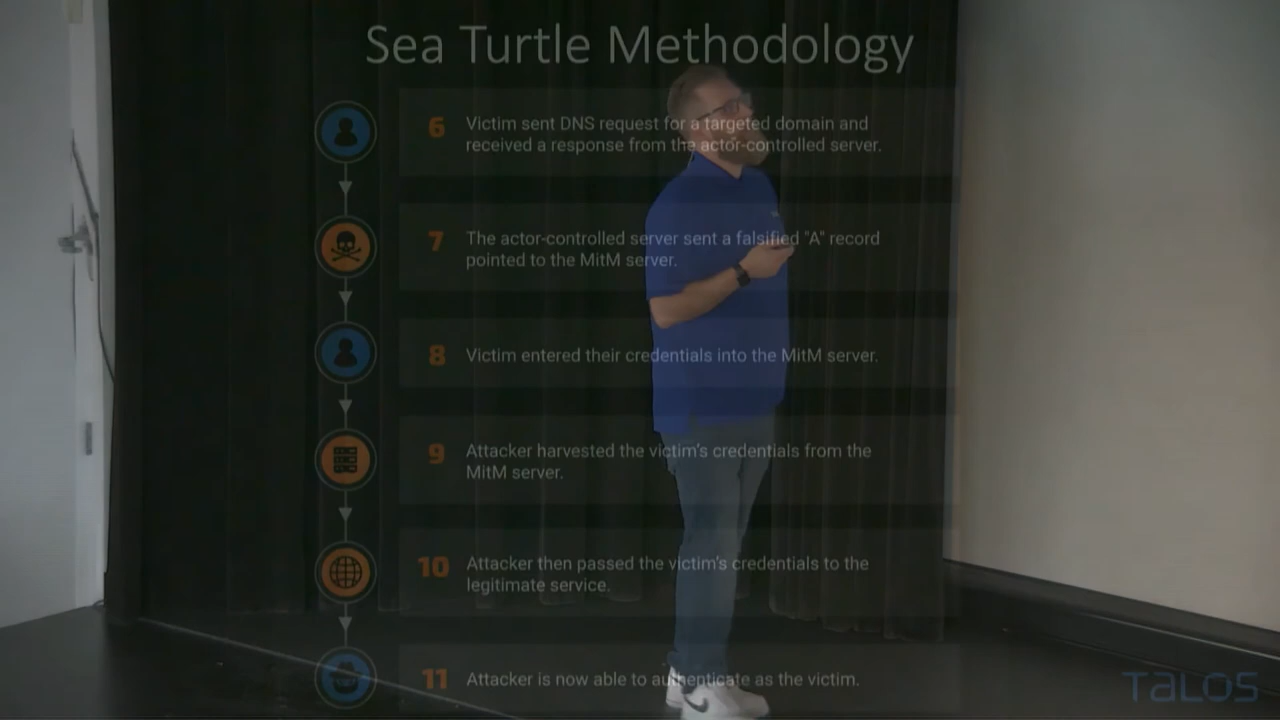 Sea Turtle Methodology
6
Victim sent DNS request for a targeted domain and
received a response from the actor-controlled server.
7
The actor-controlled server sent a falsified "A" record
pointed to the MitM server.
8
Victim entered their credentials into the MitM server.
9
Attacker harvested the victim's credentials from the
MitM server.
10
Attacker then passed the victim's credentials to the
legitimate service.
11
Attacker is now able to authenticate as the victim.
TALOS